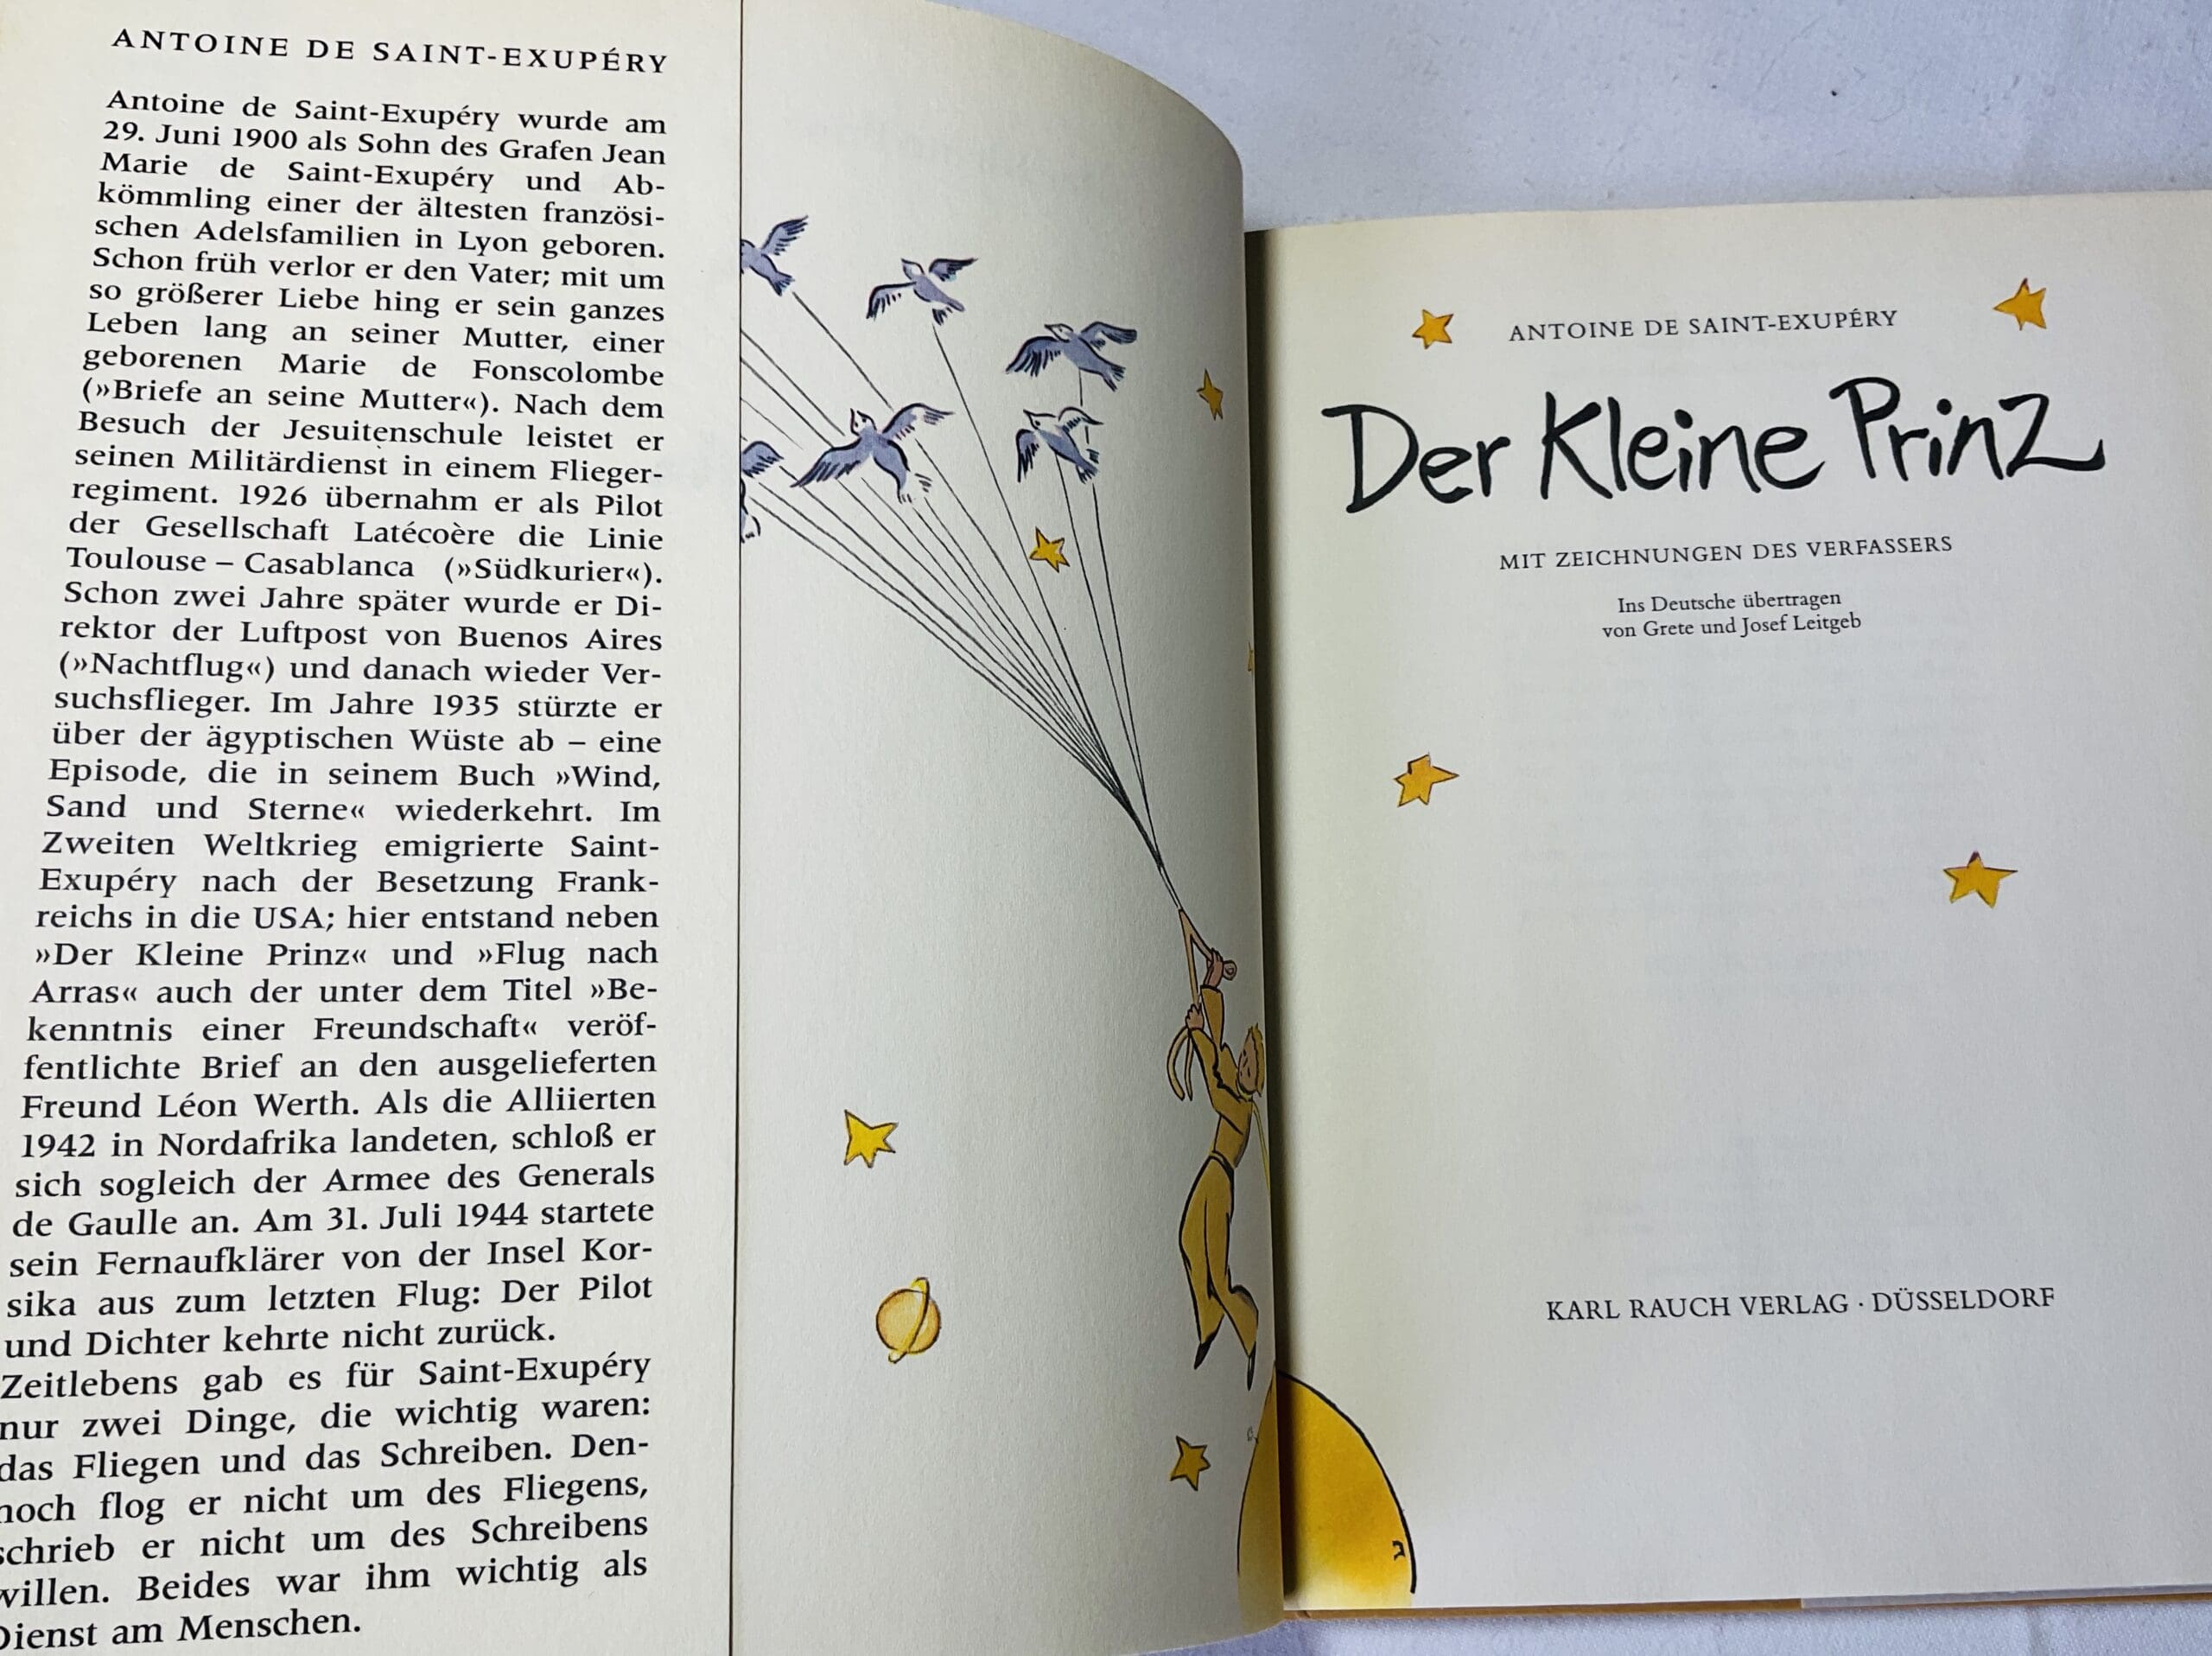 ANTOINE DE SAINT-EXUPÉRY
Antoine de Saint-Exupéry wurde am
29. Juni 1900 als Sohn des Grafen Jean
Marie de Saint-Exupéry und Ab-
kömmling einer der ältesten französi-
schen Adelsfamilien in Lyon geboren.
Schon früh verlor er den Vater; mit um
so größerer Liebe hing er sein ganzes
Leben lang an seiner Mutter, einer
geborenen Marie de Fonscolombe
(»Briefe an seine Mutter«). Nach dem
Besuch der Jesuitenschule leistet er
seinen Militärdienst in einem Flieger-
regiment. 1926 übernahm er als Pilot
der Gesellschaft Latécoère die Linie
Toulouse – Casablanca (»Südkurier«).
Schon zwei Jahre später wurde er Di-
rektor der Luftpost von Buenos Aires
(»Nachtflug«) und danach wieder Ver-
suchsflieger. Im Jahre 1935 stürzte er
über der ägyptischen Wüste ab – eine
Episode, die in seinem Buch »Wind,
Sand und Sterne« wiederkehrt. Im
Zweiten Weltkrieg emigrierte Saint-
Exupéry nach der Besetzung Frank-
reichs in die USA; hier entstand neben
»Der Kleine Prinz« und »Flug nach
Arras« auch der unter dem Titel »Be-
kenntnis einer Freundschaft« veröf-
fentlichte Brief an den ausgelieferten
Freund Léon Werth. Als die Alliierten
1942 in Nordafrika landeten, schloß er
sich sogleich der Armee des Generals
de Gaulle an. Am 31. Juli 1944 startete
sein Fernaufklärer von der Insel Kor-
sika aus zum letzten Flug: Der Pilot
und Dichter kehrte nicht zurück.
Zeitlebens gab es für Saint-Exupéry
nur zwei Dinge, die wichtig waren:
das Fliegen und das Schreiben. Den-
noch flog er nicht um des Fliegens,
schrieb er nicht um des Schreibens
willen. Beides war ihm wichtig als
Dienst am Menschen.
ANTOINE DE SAINT-EXUPÉRY
Der Kleine Prinz
MIT ZEICHNUNGEN DES VERFASSERS
Ins Deutsche übertragen
von Grete und Josef Leitgeb
KARL RAUCH VERLAG · DÜSSELDORF